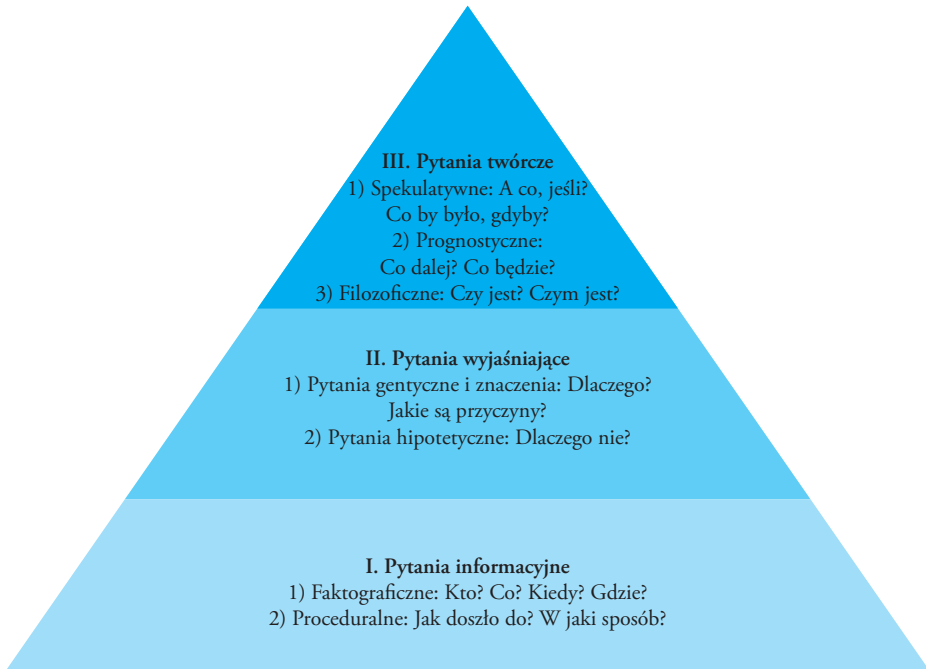 III. Pytania twórcze
1) Spekulatywne: A co, jeśli?
Co by było, gdyby?
2) Prognostyczne:
Co dalej? Co będzie?
3) Filozoficzne: Czy jest? Czym jest?
II. Pytania wyjaśniające
1) Pytania gentyczne i znaczenia: Dlaczego?
Jakie są przyczyny?
2) Pytania hipotetyczne: Dlaczego nie?
I. Pytania informacyjne
1) Faktograficzne: Kto? Co? Kiedy? Gdzie?
2) Proceduralne: Jak doszło do? W jaki sposób?